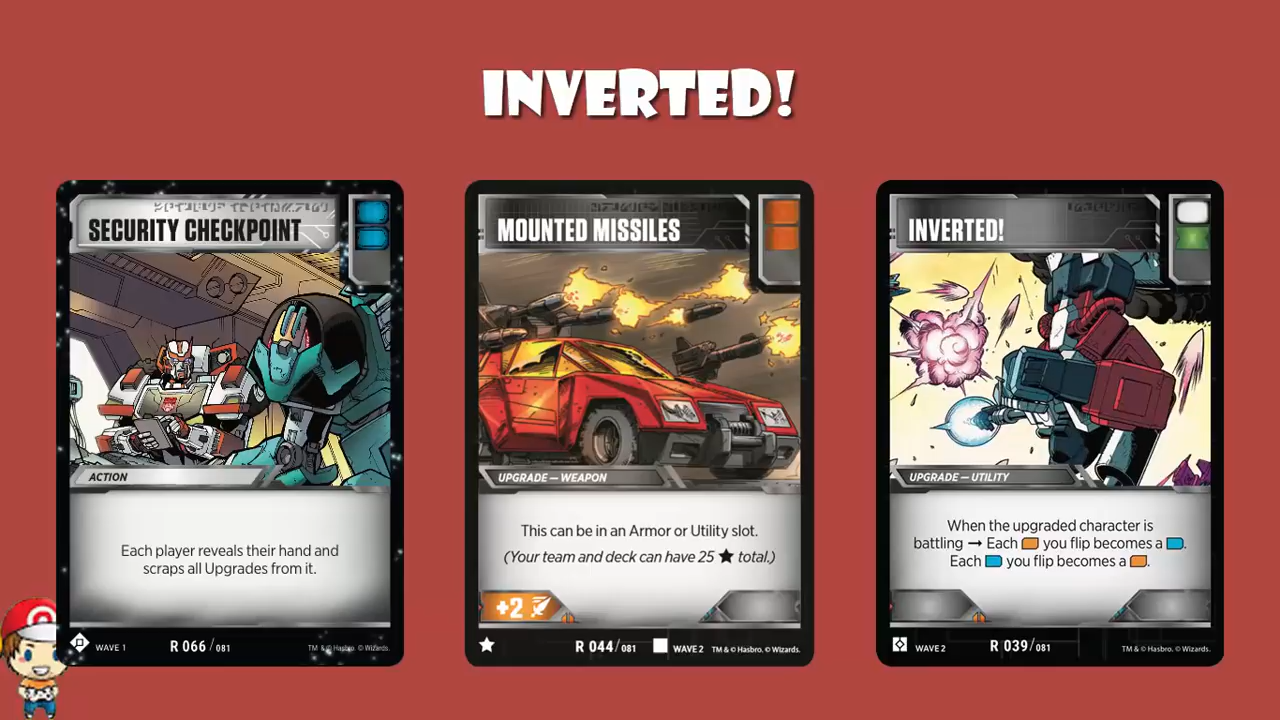 INVERTED!
SECURITY CHECKPOINT
ACTION
Each player reveals their hand and
scraps all Upgrades from it.
WAVE 1
R 066/081
TM & © Hasbro. © Wizards.
MOUNTED MISSILES
UPGRADE — WEAPON
This can be in an Armor or Utility slot.
(Your team and deck can have 25 ★ total.)
+2
R 044/081
WAVE 2
TM & © Hasbro. © Wizards.
INVERTED!
UPGRADE — UTILITY
When the upgraded character is
battling → Each you flip becomes a .
Each you flip becomes a .
WAVE 2
R 039/081
TM & © Hasbro. © Wizards.